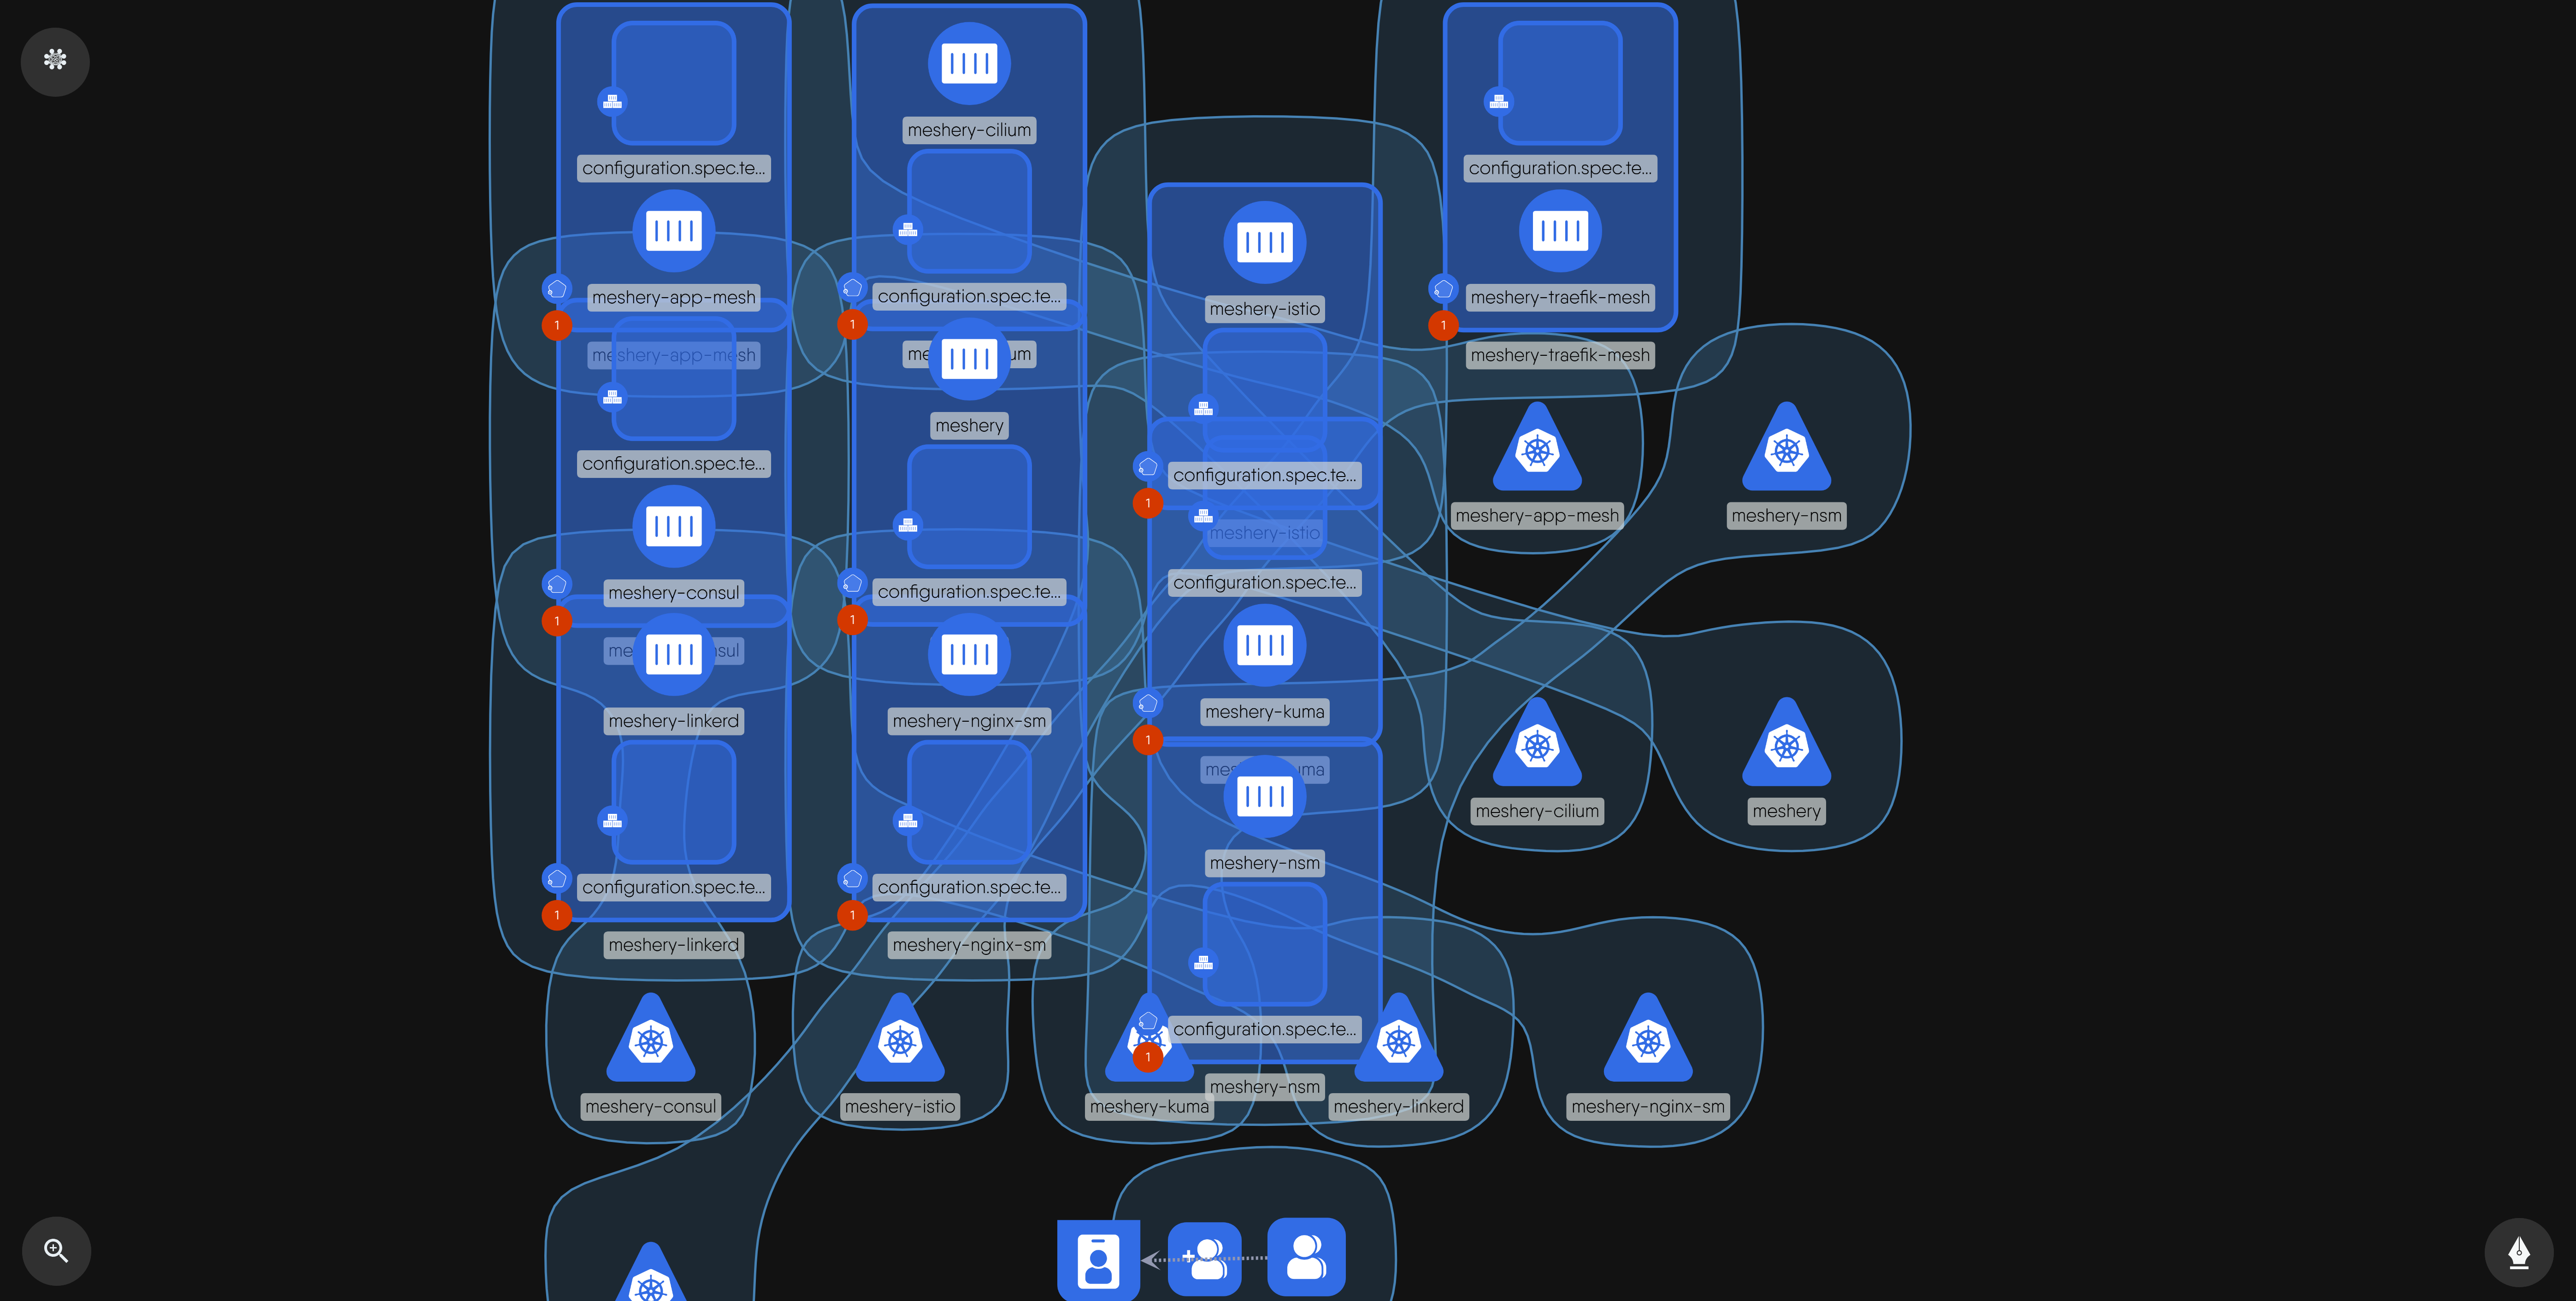 configuration.spec.te...
meshery-app-mesh
1
meshery-app-mesh
configuration.spec.te...
meshery-consul
1
meshery-linkerd
configuration.spec.te...
1
meshery-linkerd
meshery-cilium
configuration.spec.te...
1
meshery
configuration.spec.te...
1
meshery-nginx-sm
configuration.spec.te...
1
meshery-nginx-sm
meshery-istio
configuration.spec.te...
1
meshery-istio
configuration.spec.te...
meshery-kuma
1
meshery-nsm
configuration.spec.te...
1
meshery-nsm
configuration.spec.te...
meshery-traefik-mesh
1
meshery-traefik-mesh
meshery-app-mesh
meshery-nsm
meshery-cilium
meshery
meshery-consul
meshery-istio
meshery-kuma
meshery-linkerd
meshery-nginx-sm